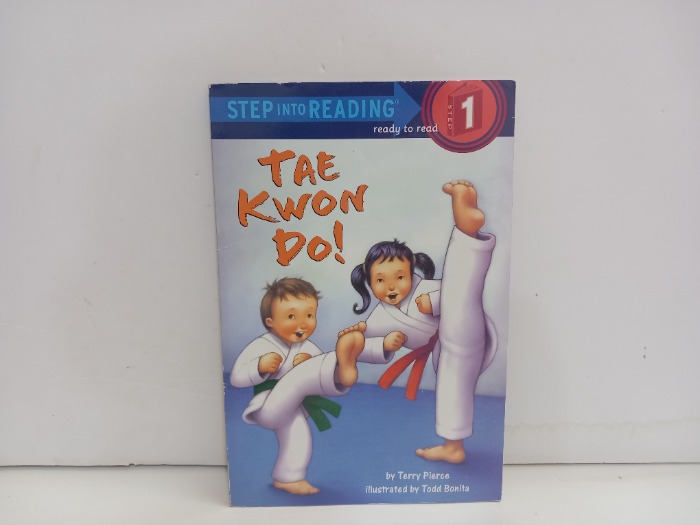 STEP INTO READING®
ready to read
STEP 1
TAE
KWON
DO!
by Terry Pierce
illustrated by Todd Bonita